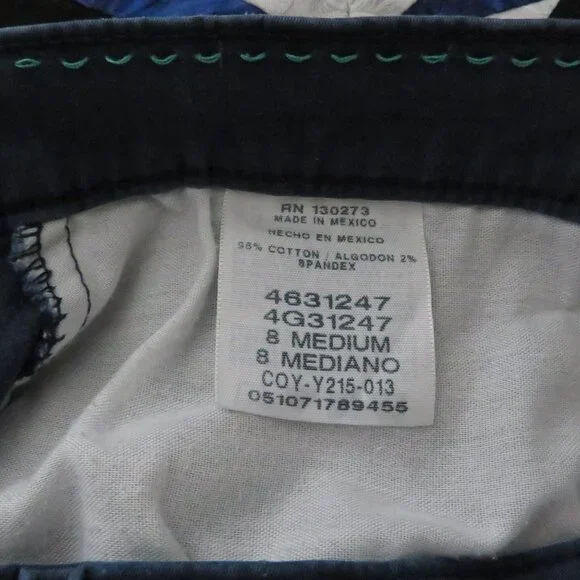 RN 130273
MADE IN MEXICO
HECHO EN MEXICO
98% COTTON / ALGODON 2%
SPANDEX
4631247
4G31247
8 MEDIUM
8 MEDIANO
COY-Y215-013
051071789455